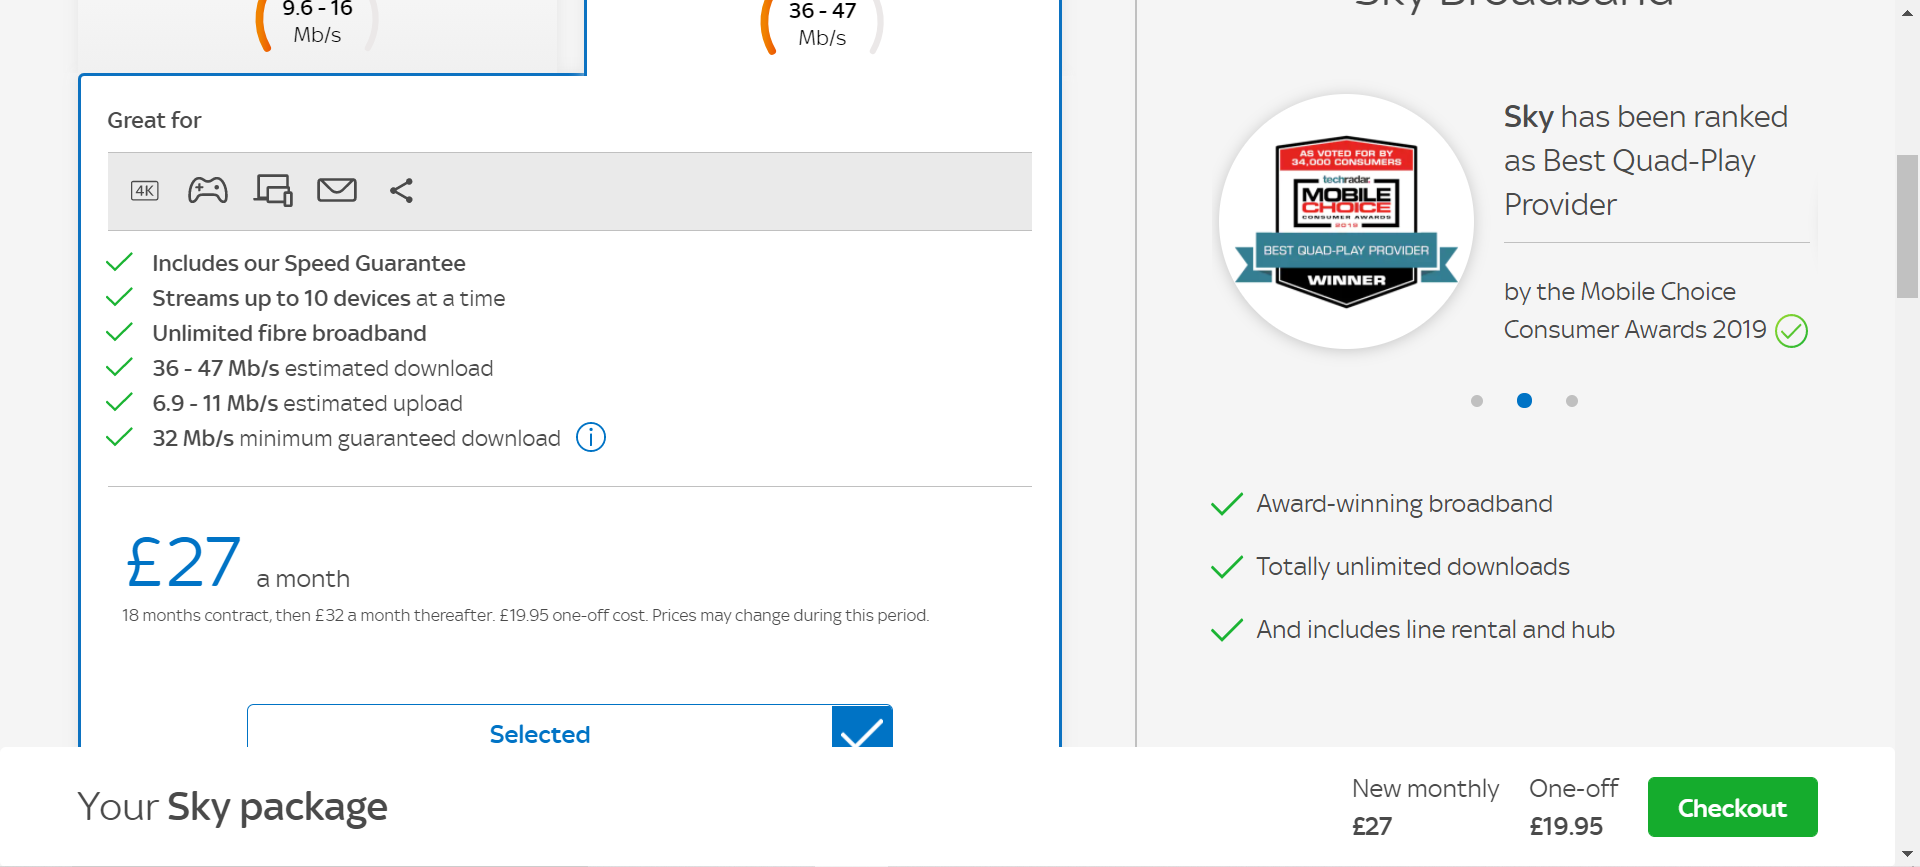 9.6 - 16
Mb/s
36 - 47
Mb/s
Great for
4K
Includes our Speed Guarantee
Streams up to 10 devices at a time
Unlimited fibre broadband
36 - 47 Mb/s estimated download
6.9 - 11 Mb/s estimated upload
32 Mb/s minimum guaranteed download
£27 a month
18 months contract, then £32 a month thereafter. £19.95 one-off cost. Prices may change during this period.
Selected
Sky Broadband
AS VOTED FOR BY
34,000 CONSUMERS
techradar.
MOBILE
CHOICE
CONSUMER AWARDS
2019
BEST QUAD-PLAY PROVIDER
WINNER
Sky has been ranked
as Best Quad-Play
Provider
by the Mobile Choice
Consumer Awards 2019
Award-winning broadband
Totally unlimited downloads
And includes line rental and hub
Your Sky package
New monthly
£27
One-off
£19.95
Checkout